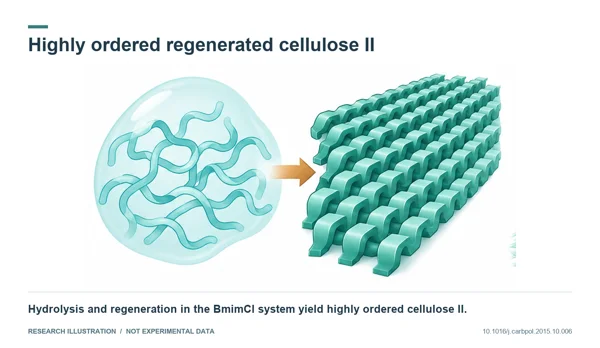 Highly ordered regenerated cellulose II
Hydrolysis and regeneration in the BmimCl system yield highly ordered cellulose II.
RESEARCH ILLUSTRATION / NOT EXPERIMENTAL DATA
10.1016/j.carbpol.2015.10.006